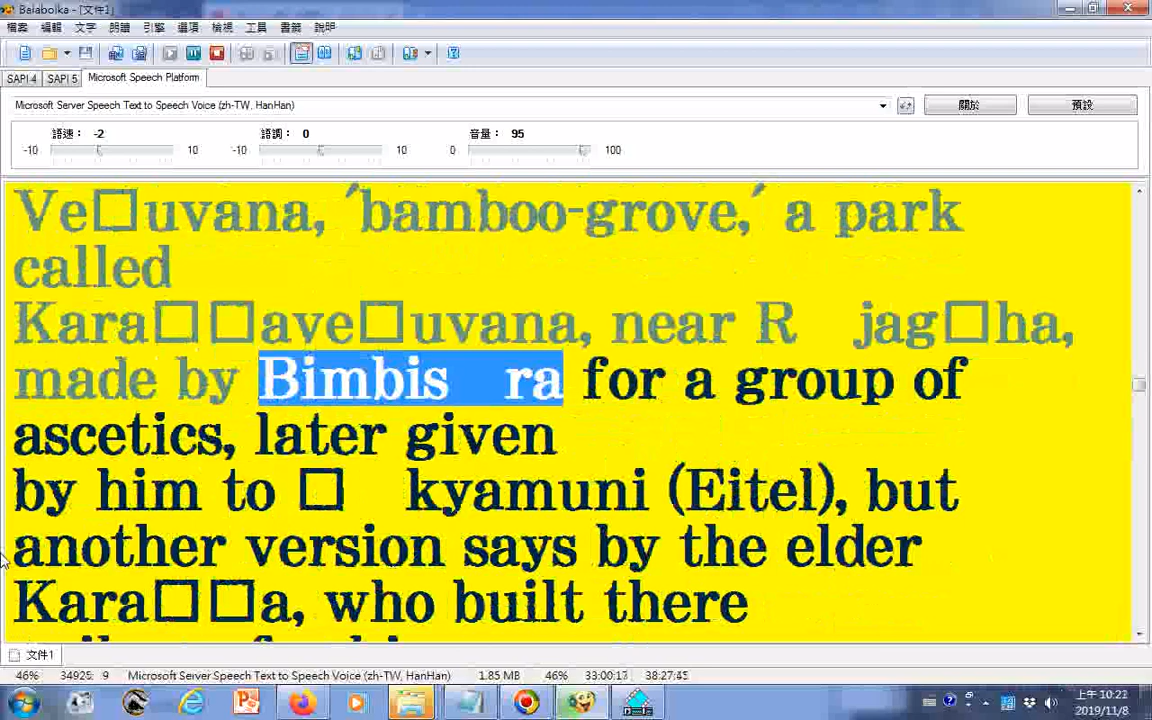 Balabolka - [文件1]
檔案 編輯 文字 朗讀 引擎 選項 檢視 工具 書籤 說明
SAPI 4 SAPI 5 Microsoft Speech Platform
Microsoft Server Speech Text to Speech Voice (zh-TW, HanHan) 關於 預設
語速： -2 語調： 0 音量： 95
-10 10 -10 10 0 100
Ve□uvana, ′bamboo-grove,′ a park
called
Kara□□ave□uvana, near R　jag□ha,
made by Bimbis　ra for a group of
ascetics, later given
by him to □　kyamuni (Eitel), but
another version says by the elder
Kara□□a, who built there
文件1
46% 34925: 9 Microsoft Server Speech Text to Speech Voice (zh-TW, HanHan) 1.85 MB 46% 33:00:17 38:27:45
上午 10:22
2019/11/8